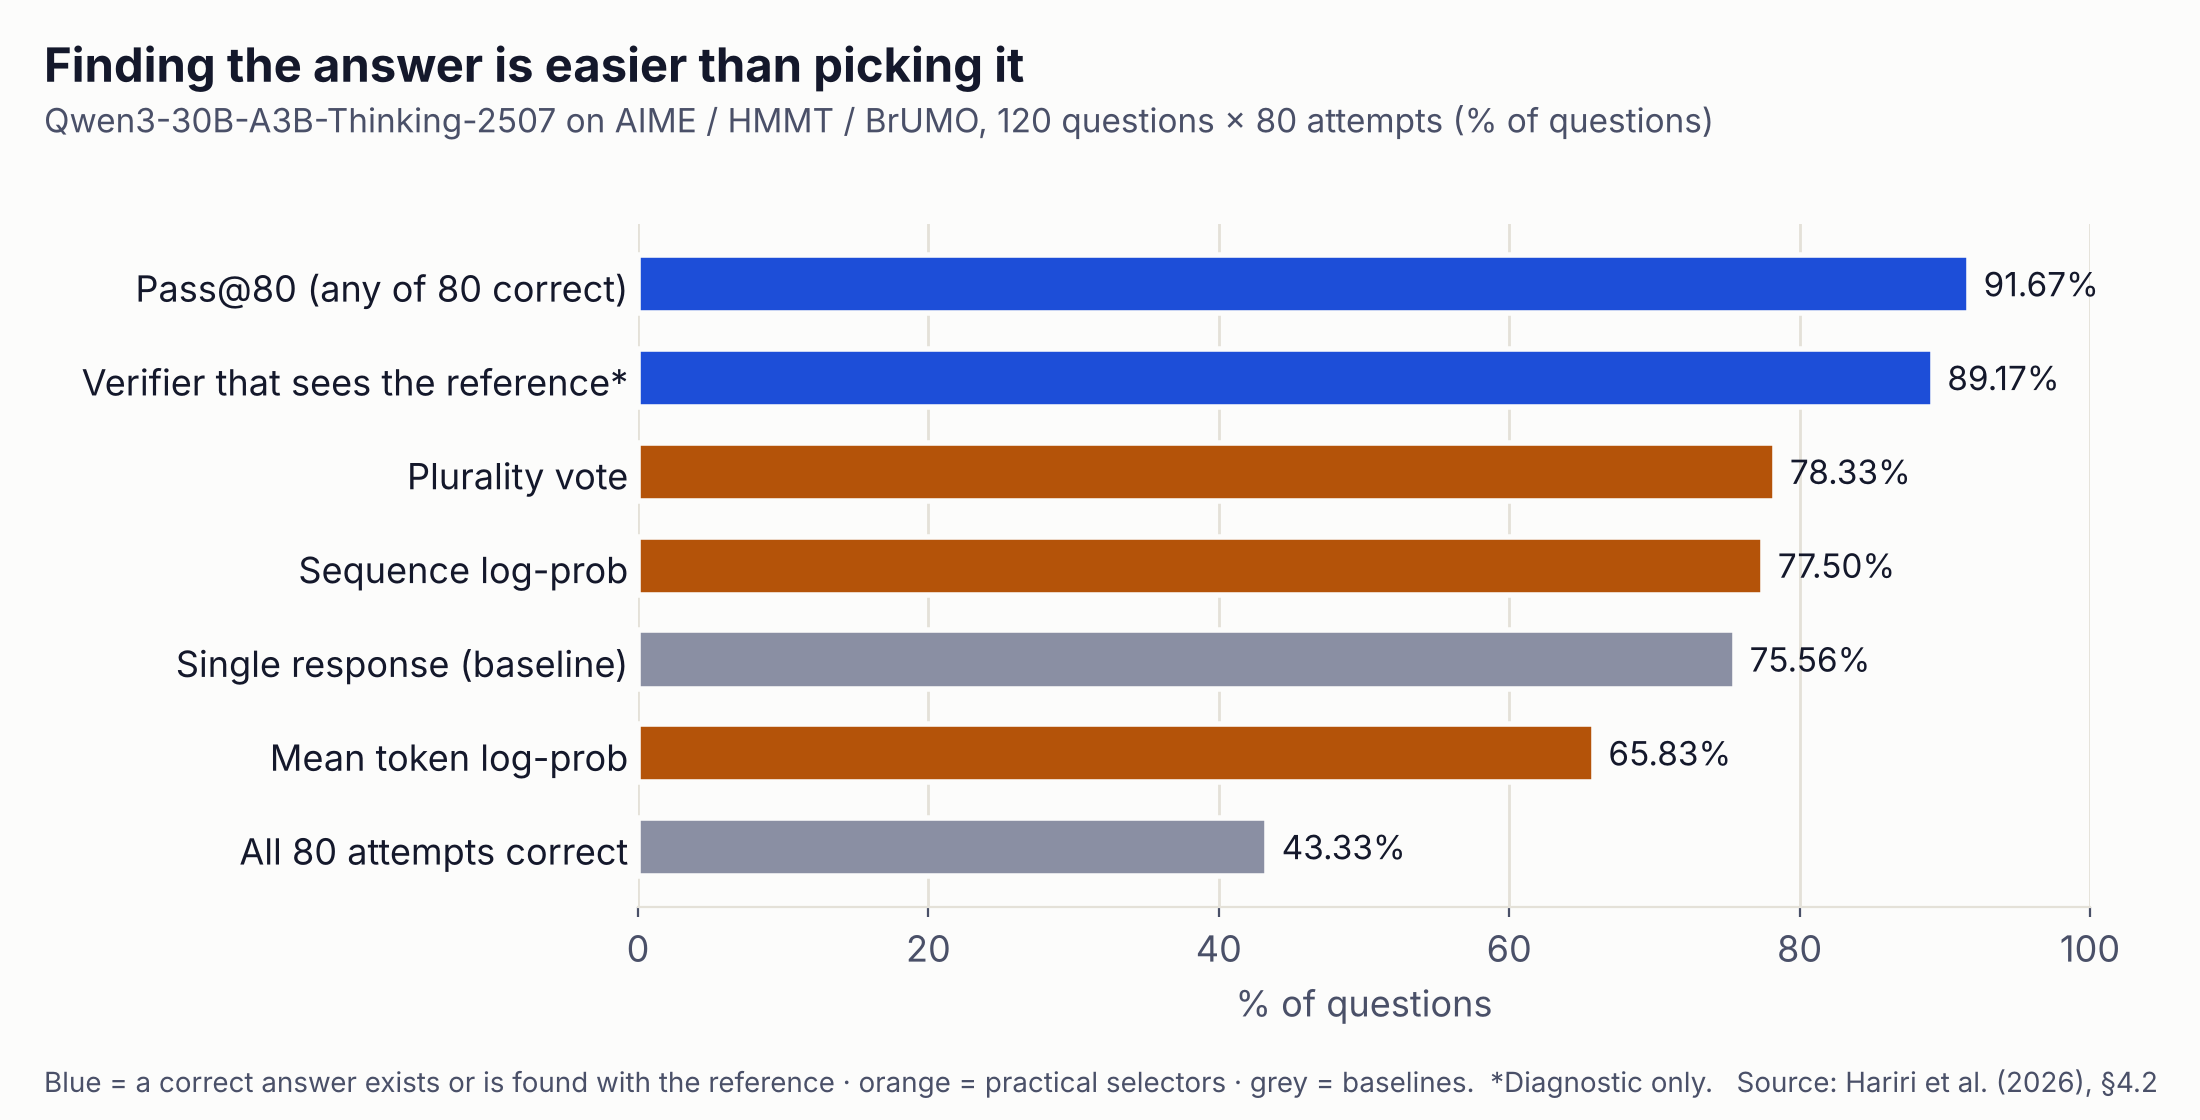 Finding the answer is easier than picking it
Qwen3-30B-A3B-Thinking-2507 on AIME / HMMT / BrUMO, 120 questions × 80 attempts (% of questions)
Pass@80 (any of 80 correct) 91.67%
Verifier that sees the reference* 89.17%
Plurality vote 78.33%
Sequence log-prob 77.50%
Single response (baseline) 75.56%
Mean token log-prob 65.83%
All 80 attempts correct 43.33%
0 20 40 60 80 100
% of questions
Blue = a correct answer exists or is found with the reference · orange = practical selectors · grey = baselines. *Diagnostic only. Source: Hariri et al. (2026), §4.2